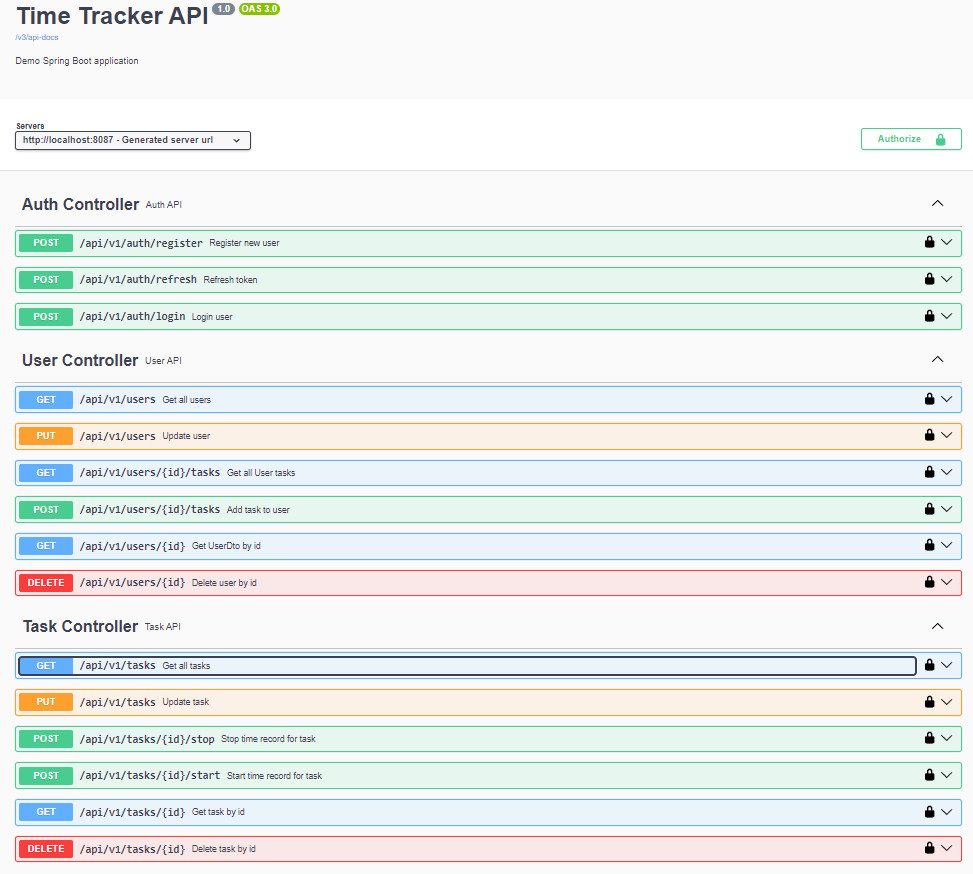 Time Tracker API 1.0 OAS 3.0
/v3/api-docs
Demo Spring Boot application
Servers
http://localhost:8087 - Generated server url
Authorize
Auth Controller Auth API
POST /api/v1/auth/register Register new user
POST /api/v1/auth/refresh Refresh token
POST /api/v1/auth/login Login user
User Controller User API
GET /api/v1/users Get all users
PUT /api/v1/users Update user
GET /api/v1/users/{id}/tasks Get all User tasks
POST /api/v1/users/{id}/tasks Add task to user
GET /api/v1/users/{id} Get UserDto by id
DELETE /api/v1/users/{id} Delete user by id
Task Controller Task API
GET /api/v1/tasks Get all tasks
PUT /api/v1/tasks Update task
POST /api/v1/tasks/{id}/stop Stop time record for task
POST /api/v1/tasks/{id}/start Start time record for task
GET /api/v1/tasks/{id} Get task by id
DELETE /api/v1/tasks/{id} Delete task by id